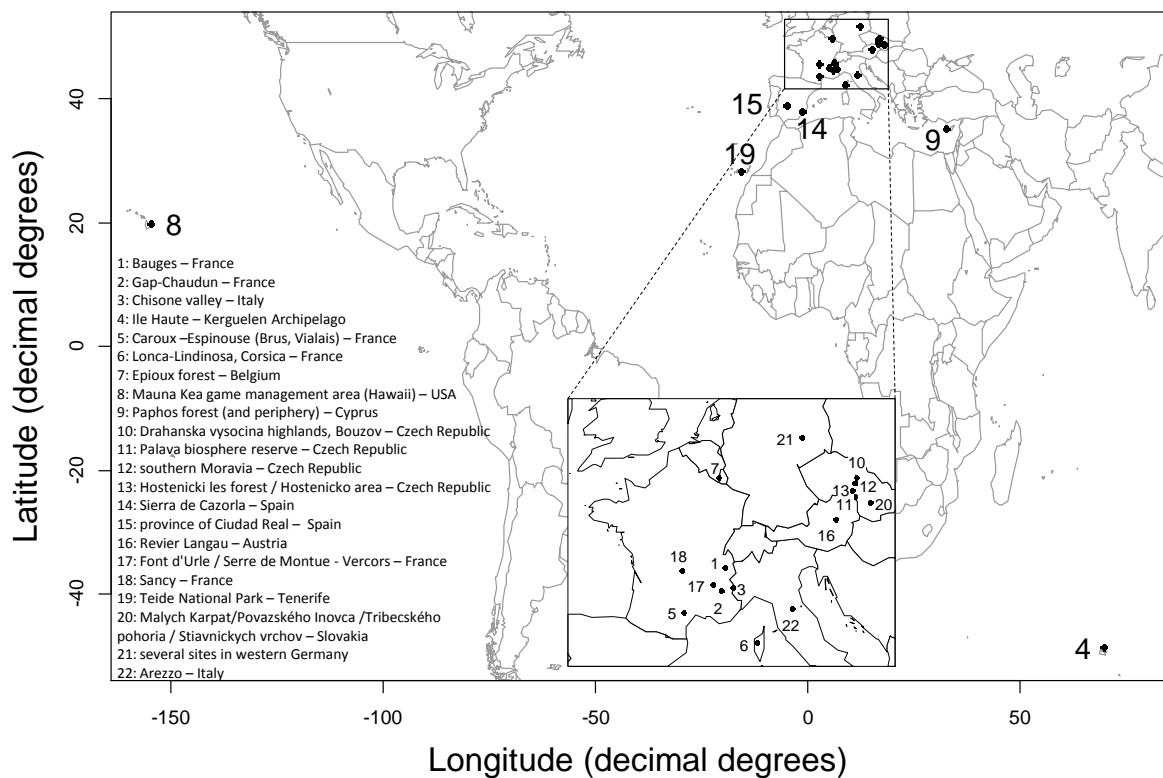 40
20
0
-20
-40
-150
-100
-50
0
50
Latitude (decimal degrees)
Longitude (decimal degrees)
15
14
9
19
8
4
1: Bauges – France
2: Gap-Chaudun – France
3: Chisone valley – Italy
4: Ile Haute – Kerguelen Archipelago
5: Caroux –Espinouse (Brus, Vialais) – France
6: Lonca-Lindinosa, Corsica – France
7: Epioux forest – Belgium
8: Mauna Kea game management area (Hawaii) – USA
9: Paphos forest (and periphery) – Cyprus
10: Drahanska vysocina highlands, Bouzov – Czech Republic
11: Palava biosphere reserve – Czech Republic
12: southern Moravia – Czech Republic
13: Hostenicki les forest / Hostenicko area – Czech Republic
14: Sierra de Cazorla – Spain
15: province of Ciudad Real – Spain
16: Revier Langau – Austria
17: Font d'Urle / Serre de Montue - Vercors – France
18: Sancy – France
19: Teide National Park – Tenerife
20: Malych Karpat/Povazského Inovca /Tribecského
pohoria / Stiavnickych vrchov – Slovakia
21: several sites in western Germany
22: Arezzo – Italy
21
7
10
13
12
11
20
16
18
1
17
3
2
5
22
6